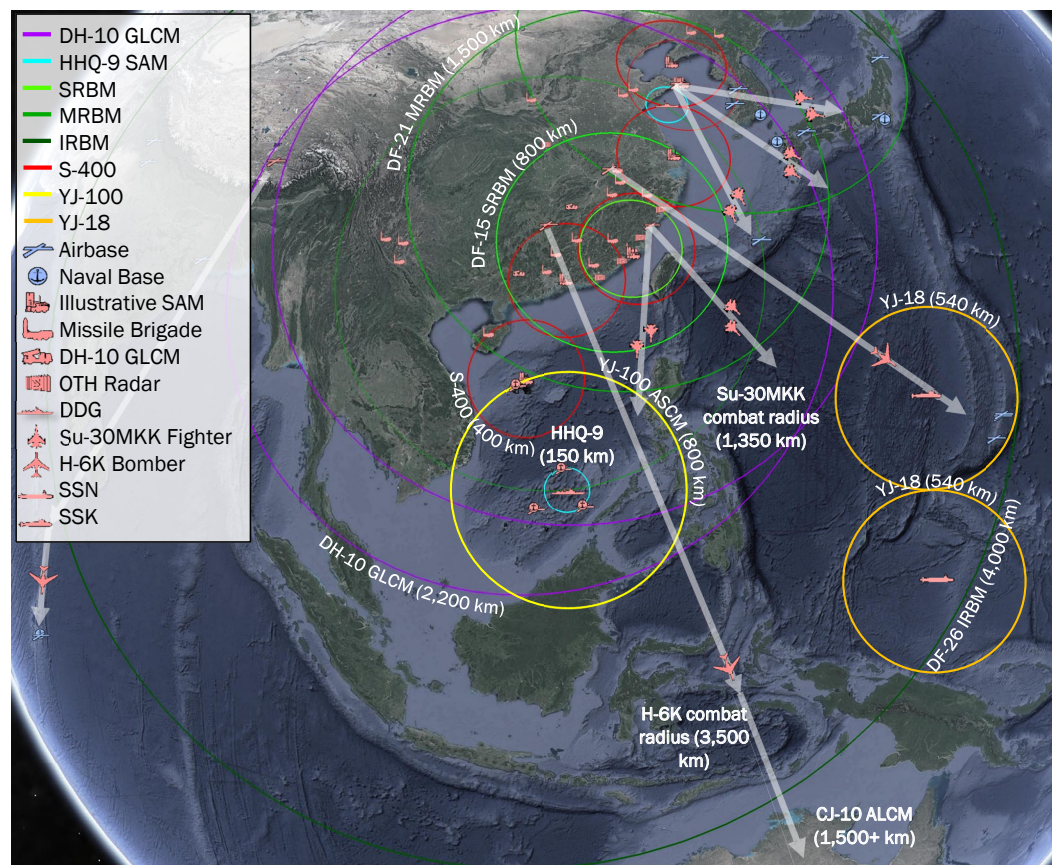 DH-10 GLCM
HHQ-9 SAM
SRBM
MRBM
IRBM
S-400
YJ-100
YJ-18
Airbase
Naval Base
Illustrative SAM
Missile Brigade
DH-10 GLCM
OTH Radar
DDG
Su-30MKK Fighter
H-6K Bomber
SSN
SSK
DF-21 MRBM (1,500 km)
DF-15 SRBM (800 km)
YJ-18 (540 km)
YJ-100 ASCM (800 km)
S-400 (400 km)
Su-30MKK
combat radius
(1,350 km)
HHQ-9
(150 km)
YJ-18 (540 km)
DF-26 IRBM (4,000 km)
DH-10 GLCM (2,200 km)
H-6K combat
radius (3,500
km)
CJ-10 ALCM
(1,500+ km)